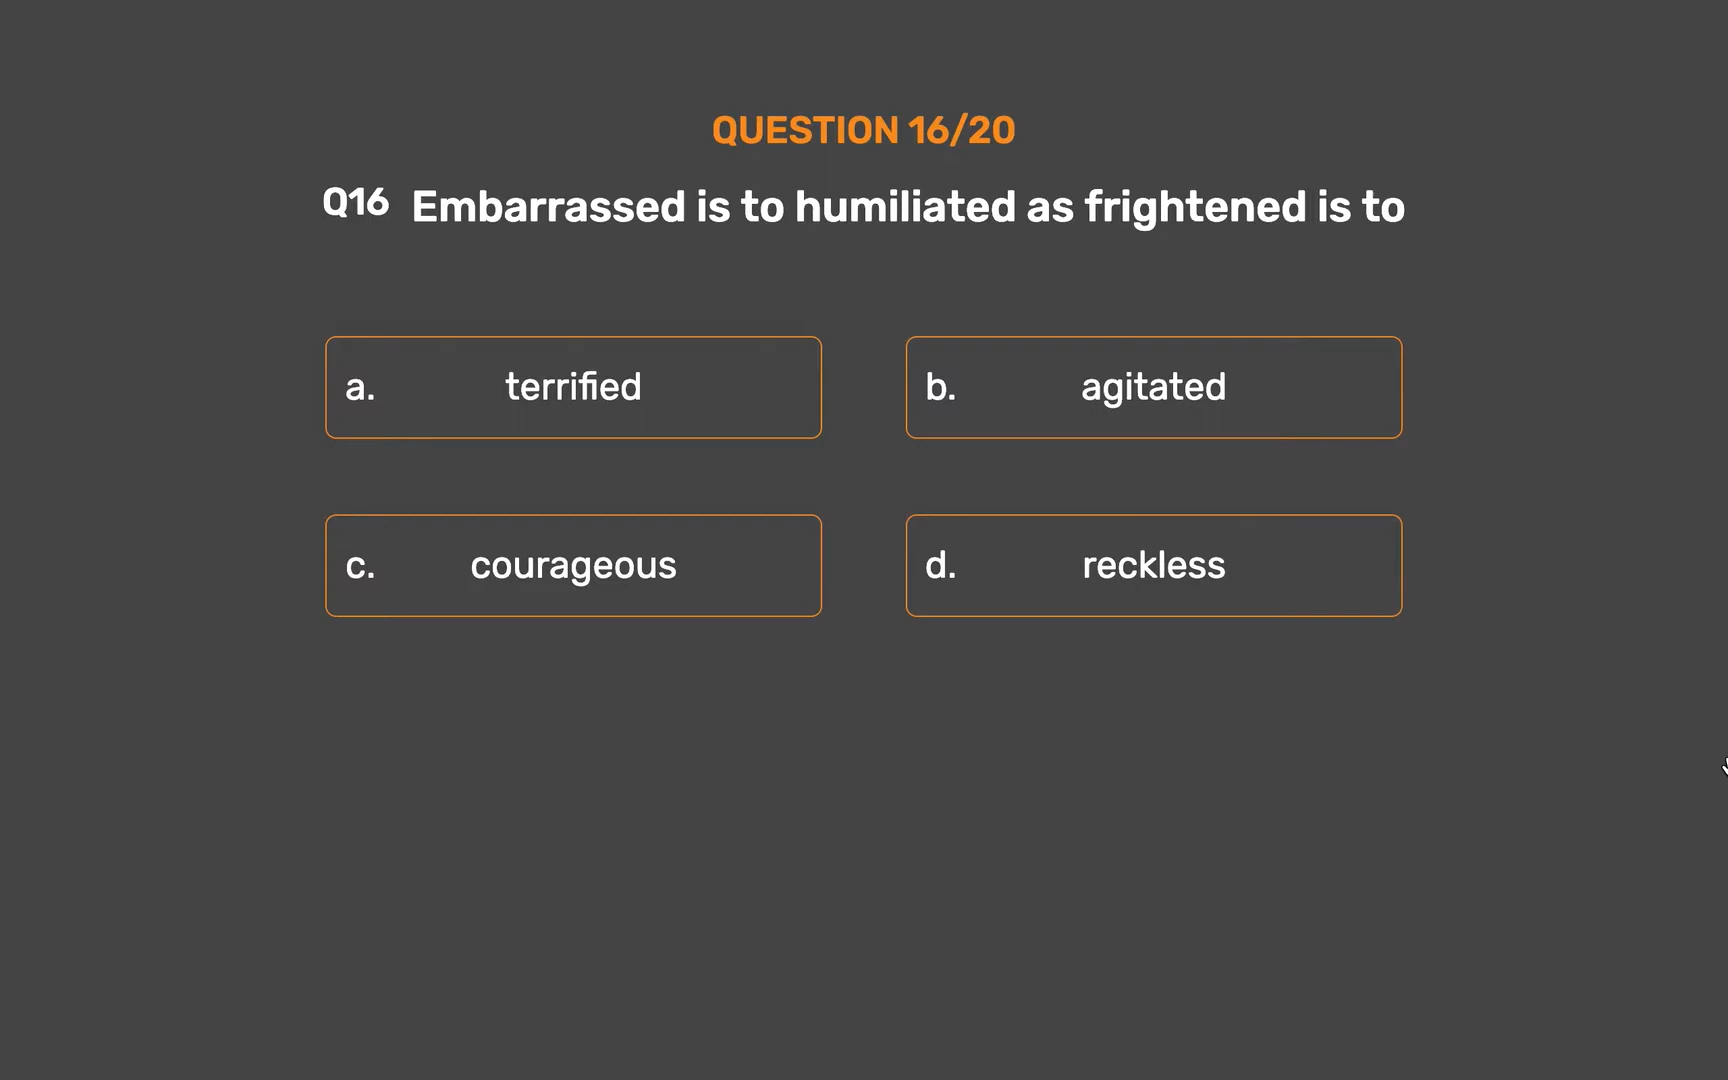 QUESTION 16/20
Q16 Embarrassed is to humiliated as frightened is to
a. terrified
b. agitated
c. courageous
d. reckless